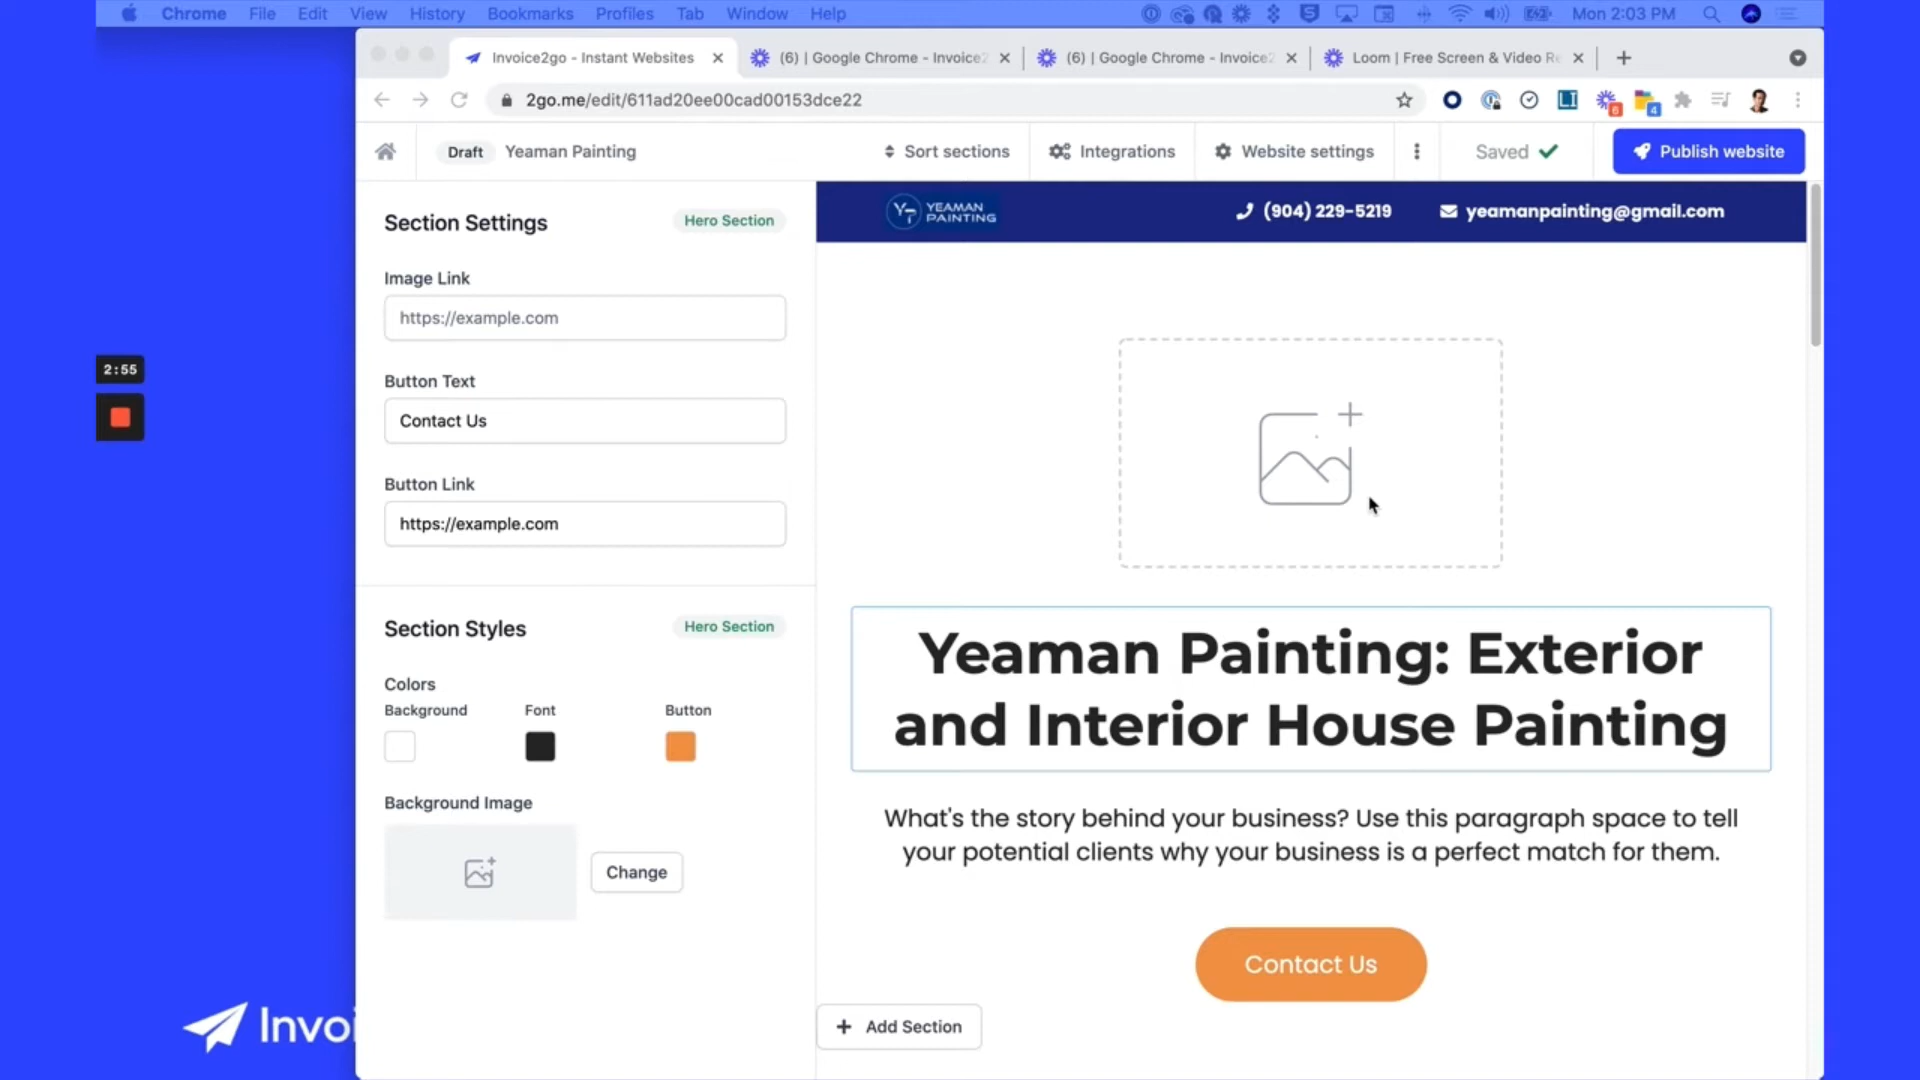 Chrome File Edit View History Bookmarks Profiles Tab Window Help Mon 2:03 PM
Invoice2go - Instant Websites
(6) | Google Chrome - Invoice2
(6) | Google Chrome - Invoice2
Loom | Free Screen & Video Re
2go.me/edit/611ad20ee00cad00153dce22
6
4
Draft
Yeaman Painting
Sort sections
Integrations
Website settings
Saved
Publish website
Section Settings
Hero Section
Image Link
https://example.com
Button Text
Contact Us
Button Link
https://example.com
Section Styles
Hero Section
Colors
Background
Font
Button
Background Image
Change
YEAMAN
PAINTING
(904) 229-5219
yeamanpainting@gmail.com
Yeaman Painting: Exterior
and Interior House Painting
What's the story behind your business? Use this paragraph space to tell
your potential clients why your business is a perfect match for them.
Contact Us
Add Section
2:55
Invoi